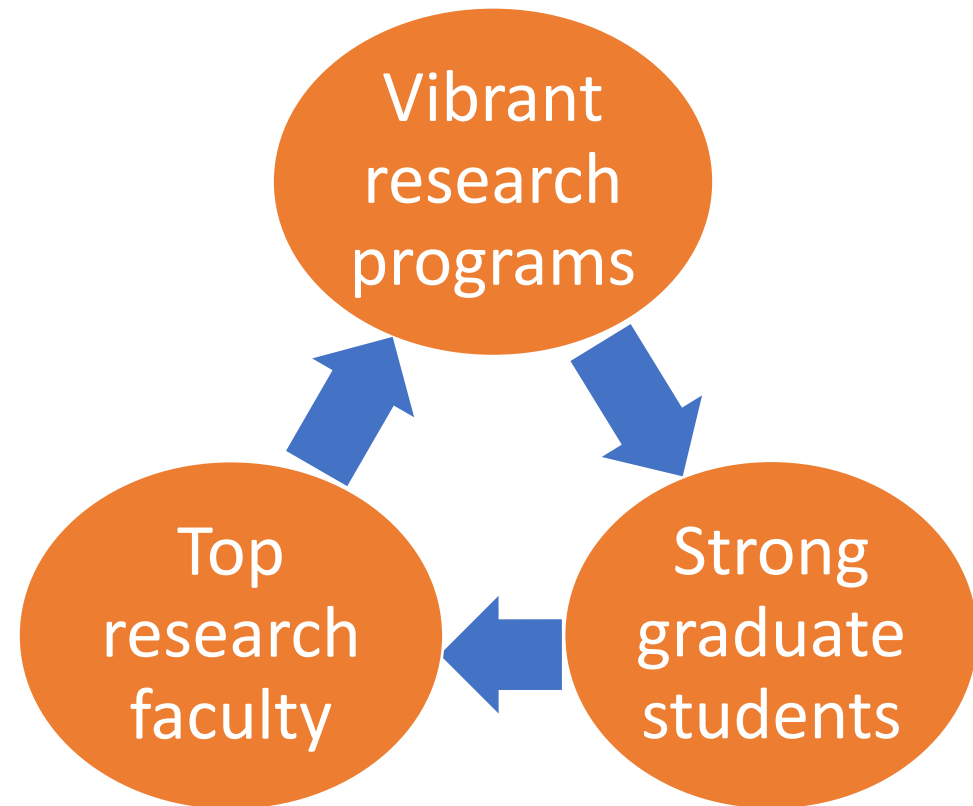 Vibrant
research
programs
Top
research
faculty
Strong
graduate
students